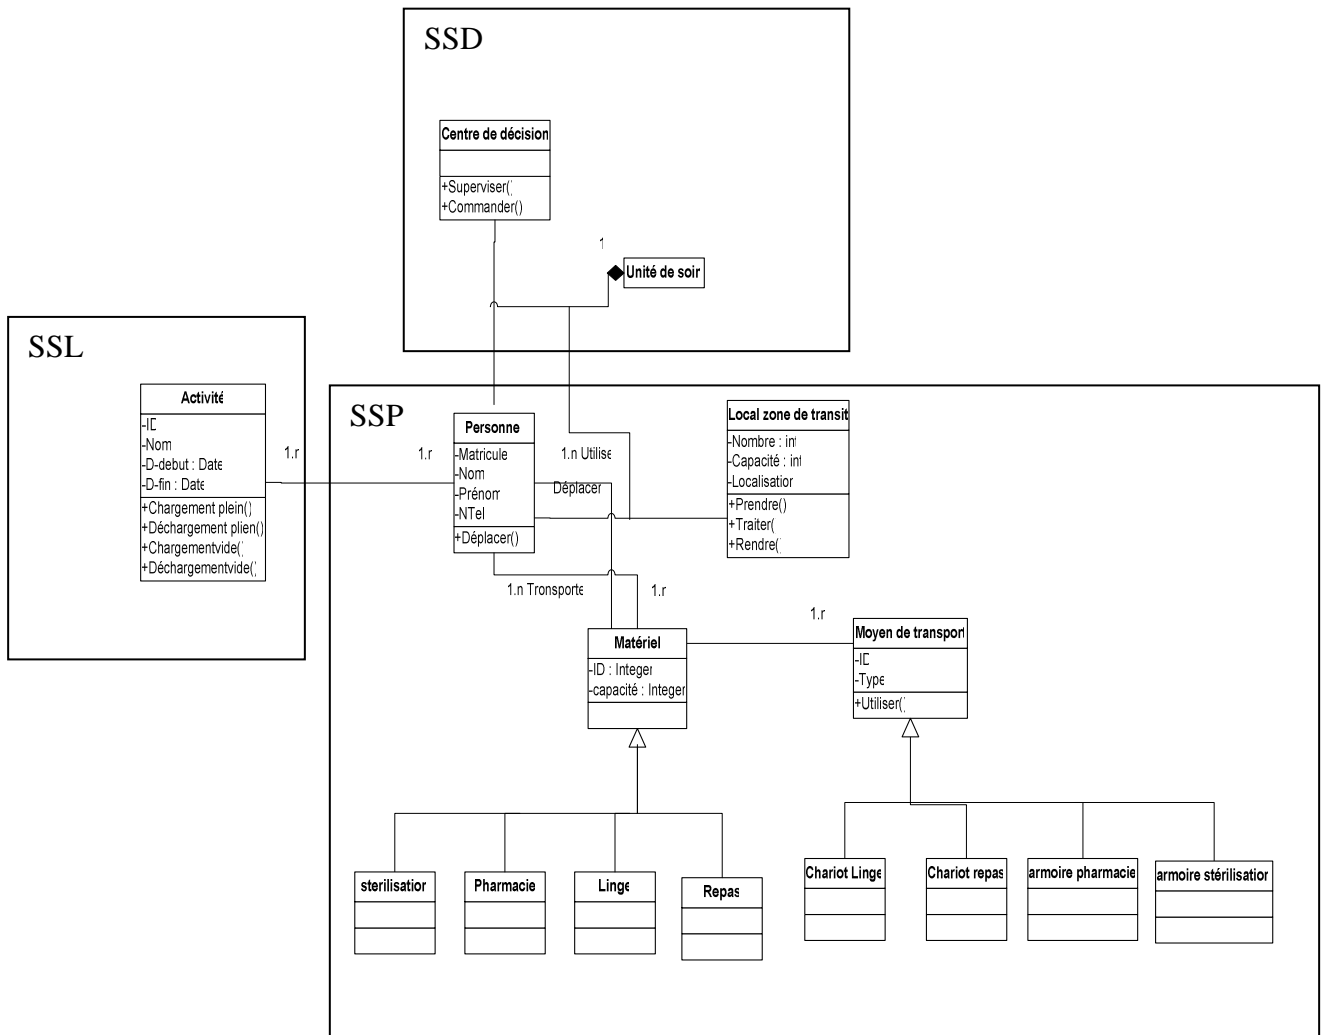 SSD
Centre de décision
+Superviser(
+Commander()
1
Unité de soir
SSL
Activité
-ID
-Nom
-D-debut : Date
-D-fin : Date
+Chargement plein()
+Déchargement plien()
+Chargementvide(
+Déchargementvide(
1.r
1.r
SSP
Personne
-Matricule
-Nom
-Prénom
-NTel
+Déplacer()
1.n Utilise
Déplacer
Local zone de transit
-Nombre : int
-Capacité : int
-Localisation
+Prendre()
+Traiter(
+Rendre(
1.n Tronsporte
1.r
1.r
Matériel
-ID : Integer
-capacité : Integer
Moyen de transport
-ID
-Type
+Utiliser(
sterilisation
Pharmacie
Linge
Repas
Chariot Linge
Chariot repas
armoire pharmacie
armoire stérilisation